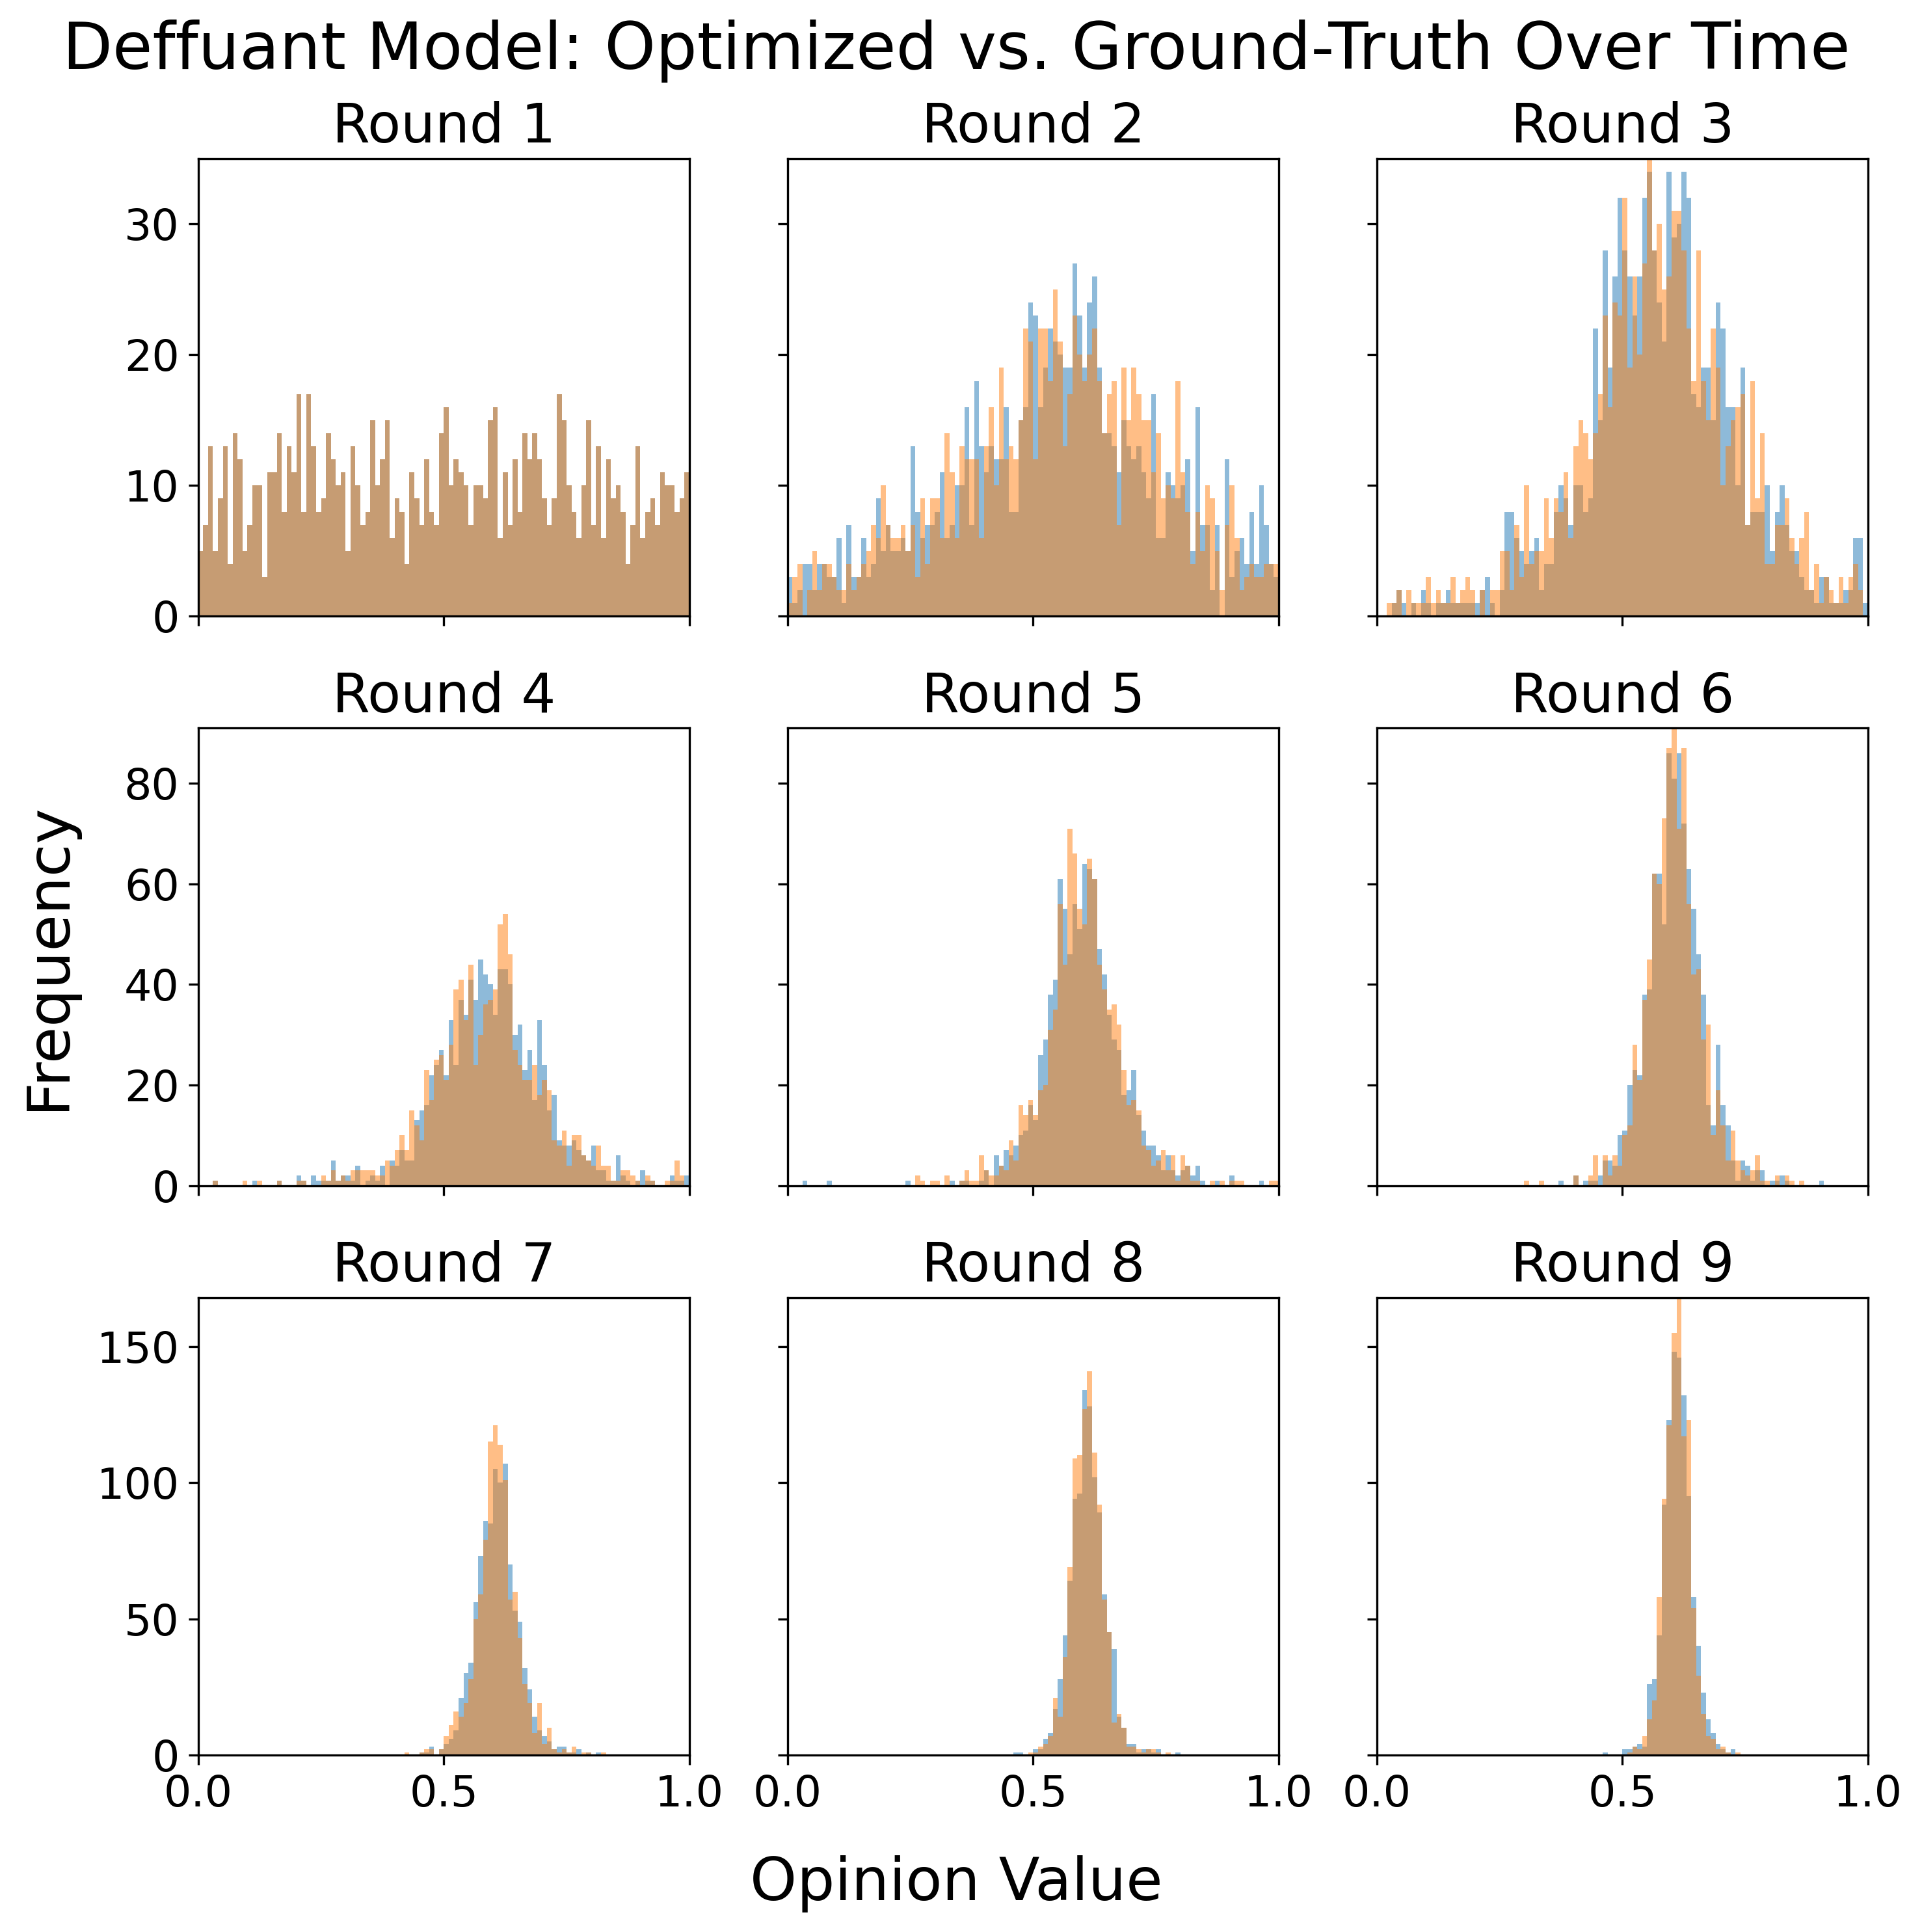 Deffuant Model: Optimized vs. Ground-Truth Over Time
Round 1
Round 2
Round 3
30
20
10
0
Round 4
Round 5
Round 6
80
60
40
20
0
Frequency
Round 7
Round 8
Round 9
150
100
50
0
0.0 0.5 1.0 0.0 0.5 1.0 0.0 0.5 1.0
Opinion Value